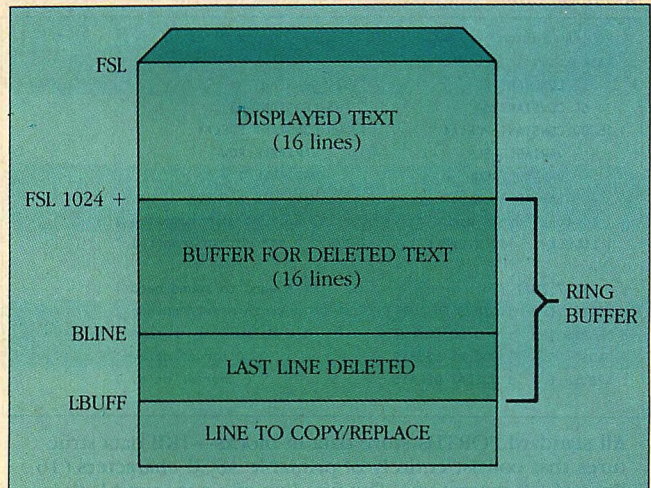 FSL
DISPLAYED TEXT
(16 lines)
FSL 1024 +
BUFFER FOR DELETED TEXT
(16 lines)
RING
BUFFER
BLINE
LAST LINE DELETED
LBUFF
LINE TO COPY/REPLACE